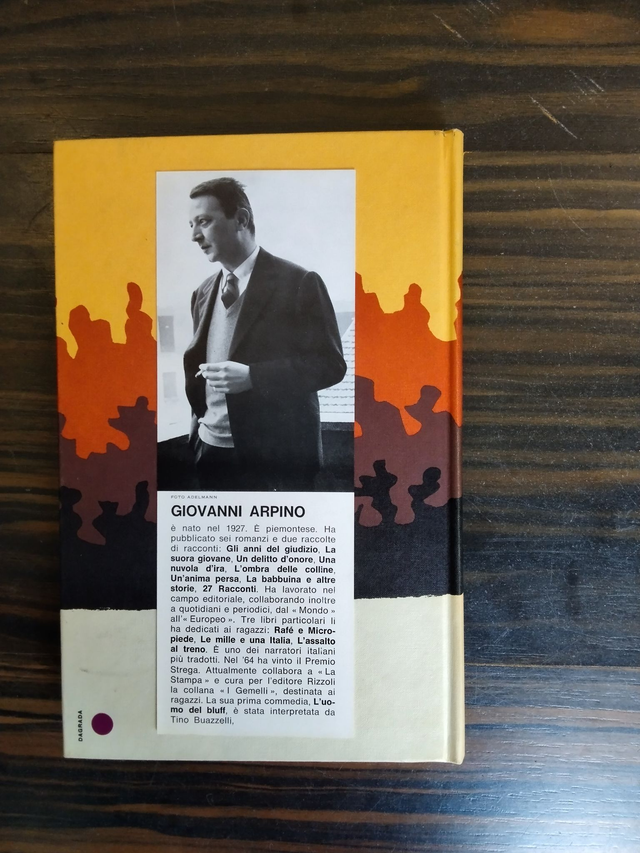 FOTO ADELMANN
GIOVANNI ARPINO
è nato nel 1927. È piemontese. Ha
pubblicato sei romanzi e due raccolte
di racconti: Gli anni del giudizio, La
suora giovane, Un delitto d'onore, Una
nuvola d'ira, L'ombra delle colline,
Un'anima persa, La babbuina e altre
storie, 27 Racconti. Ha lavorato nel
campo editoriale, collaborando inoltre
a quotidiani e periodici, dal « Mondo »
all'« Europeo ». Tre libri particolari li
ha dedicati ai ragazzi: Rafé e Micro-
piede, Le mille e una Italia, L'assalto
al treno. È uno dei narratori italiani
più tradotti. Nel '64 ha vinto il Premio
Strega. Attualmente collabora a « La
Stampa » e cura per l'editore Rizzoli
la collana « I Gemelli », destinata ai
ragazzi. La sua prima commedia, L'uo-
mo del bluff, è stata interpretata da
Tino Buazzelli,
DAGRADA